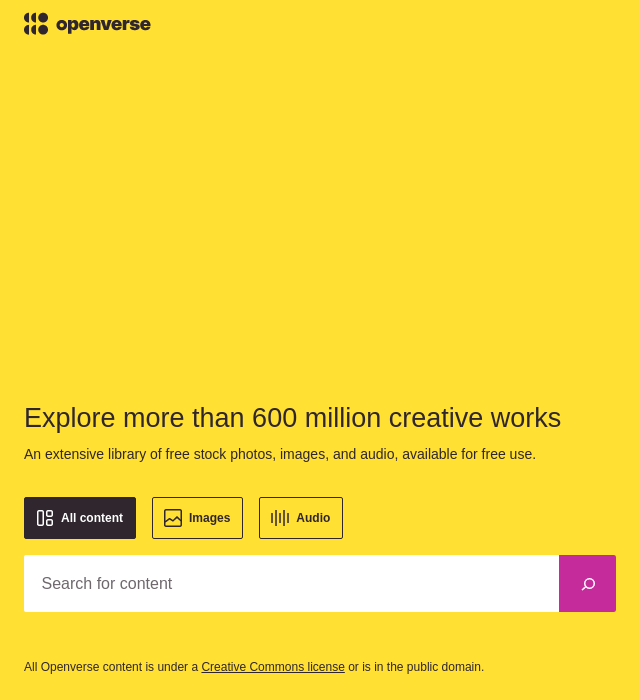 openverse
Explore more than 600 million creative works
An extensive library of free stock photos, images, and audio, available for free use.
All content
Images
Audio
Search for content
All Openverse content is under a Creative Commons license or is in the public domain.